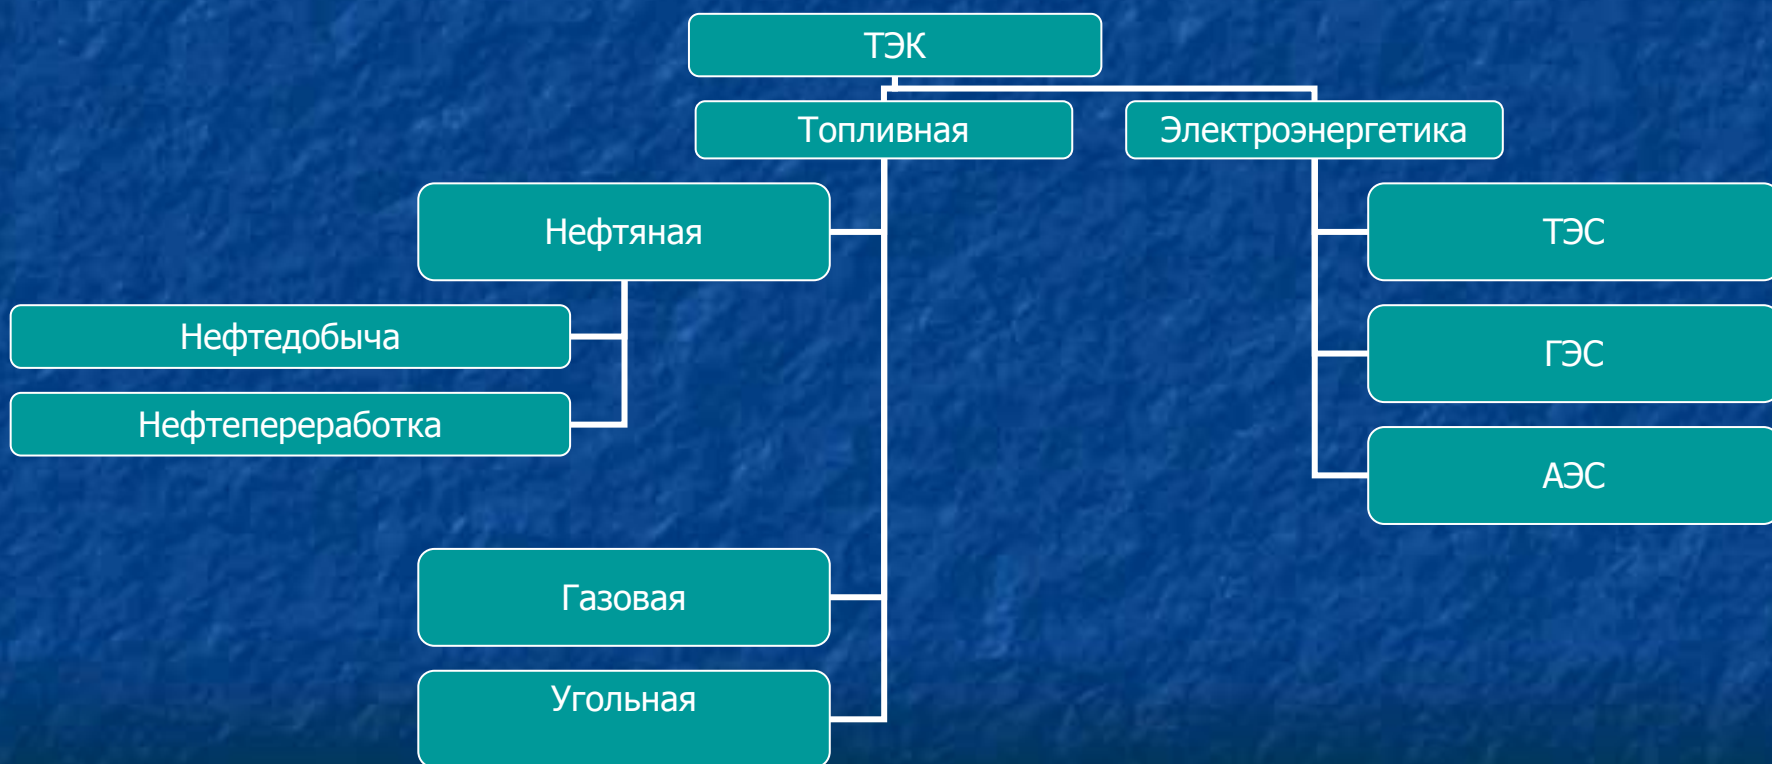 ТЭК
Топливная
Электроэнергетика
Нефтяная
ТЭС
Нефтедобыча
ГЭС
Нефтепереработка
АЭС
Газовая
Угольная